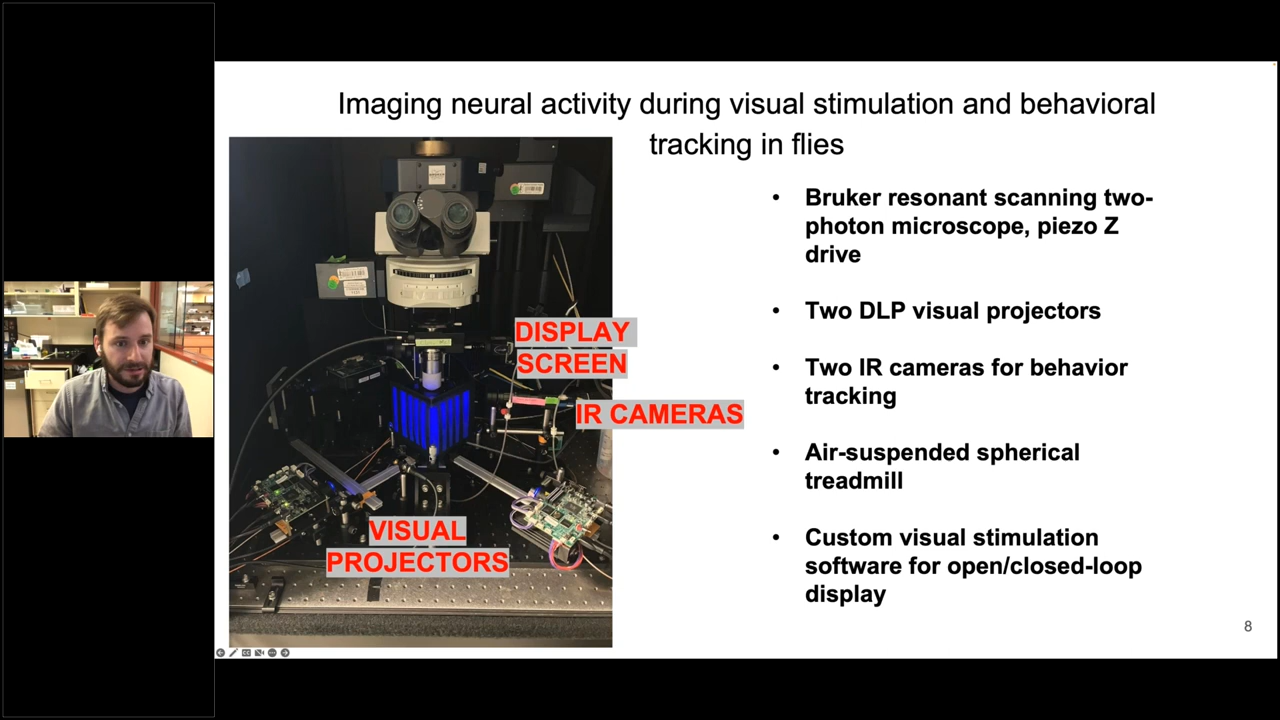 Imaging neural activity during visual stimulation and behavioral
tracking in flies
DISPLAY
SCREEN
IR CAMERAS
VISUAL
PROJECTORS
• Bruker resonant scanning two-
photon microscope, piezo Z
drive
• Two DLP visual projectors
• Two IR cameras for behavior
tracking
• Air-suspended spherical
treadmill
• Custom visual stimulation
software for open/closed-loop
display
8